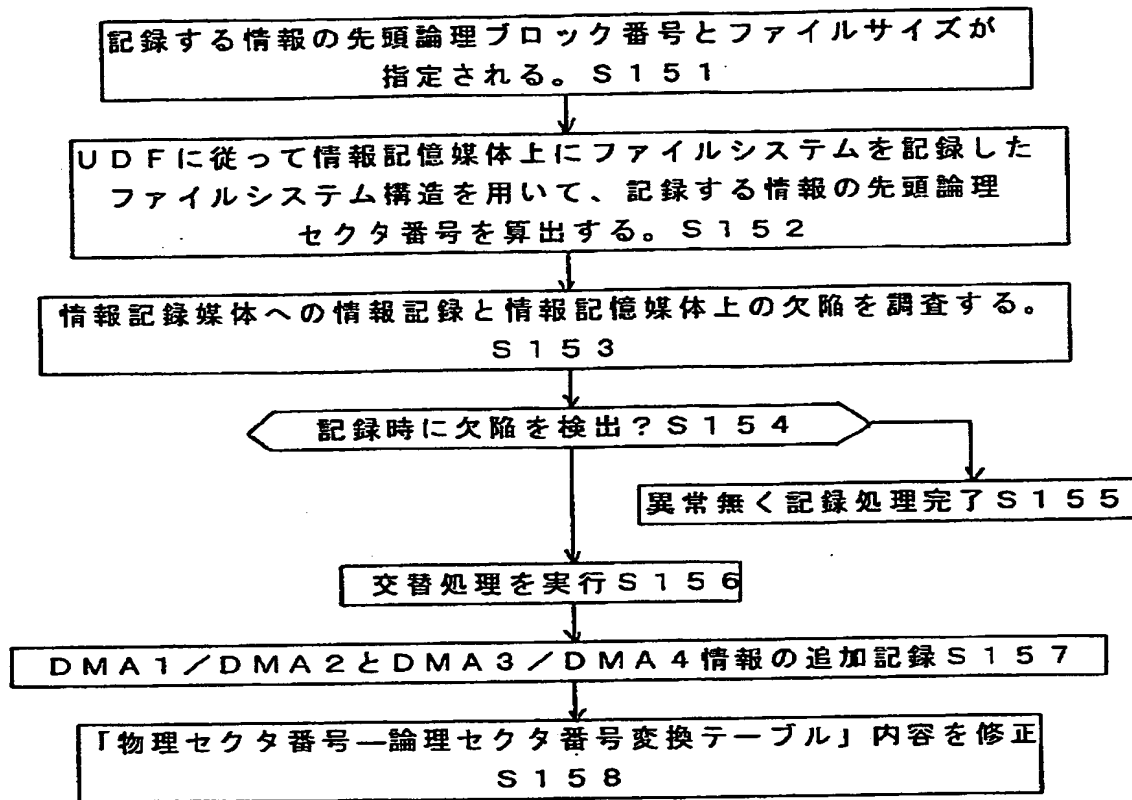 記録する情報の先頭論理ブロック番号とファイルサイズが
指定される。S151
UDFに従って情報記憶媒体上にファイルシステムを記録した
ファイルシステム構造を用いて、記録する情報の先頭論理
セクタ番号を算出する。S152
情報記録媒体への情報記録と情報記憶媒体上の欠陥を調査する。
S153
記録時に欠陥を検出?S154
異常無く記録処理完了S155
交替処理を実行S156
DMA1/DMA2とDMA3/DMA4情報の追加記録S157
「物理セクタ番号―論理セクタ番号変換テーブル」内容を修正
S158